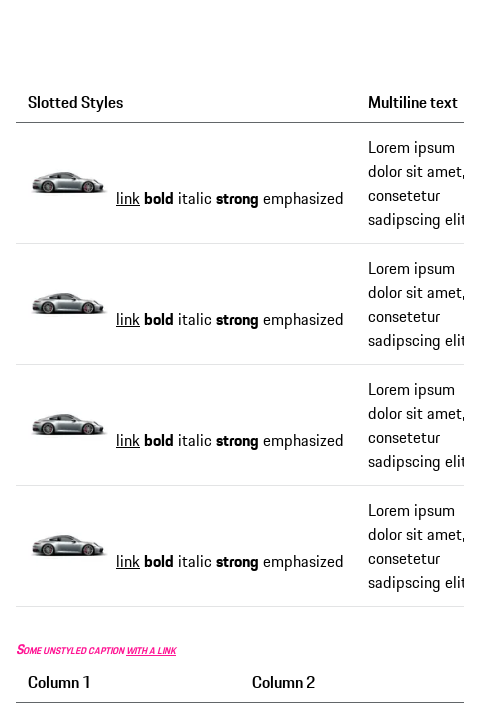 Slotted Styles Multiline text
Lorem ipsum
dolor sit amet,
consetetur
link bold italic strong emphasized
sadipscing elit
Lorem ipsum
dolor sit amet,
consetetur
link bold italic strong emphasized
sadipscing elit
Lorem ipsum
dolor sit amet,
consetetur
link bold italic strong emphasized
sadipscing elit
Lorem ipsum
dolor sit amet,
consetetur
link bold italic strong emphasized
sadipscing elit
Some unstyled caption with a link
Column 1 Column 2